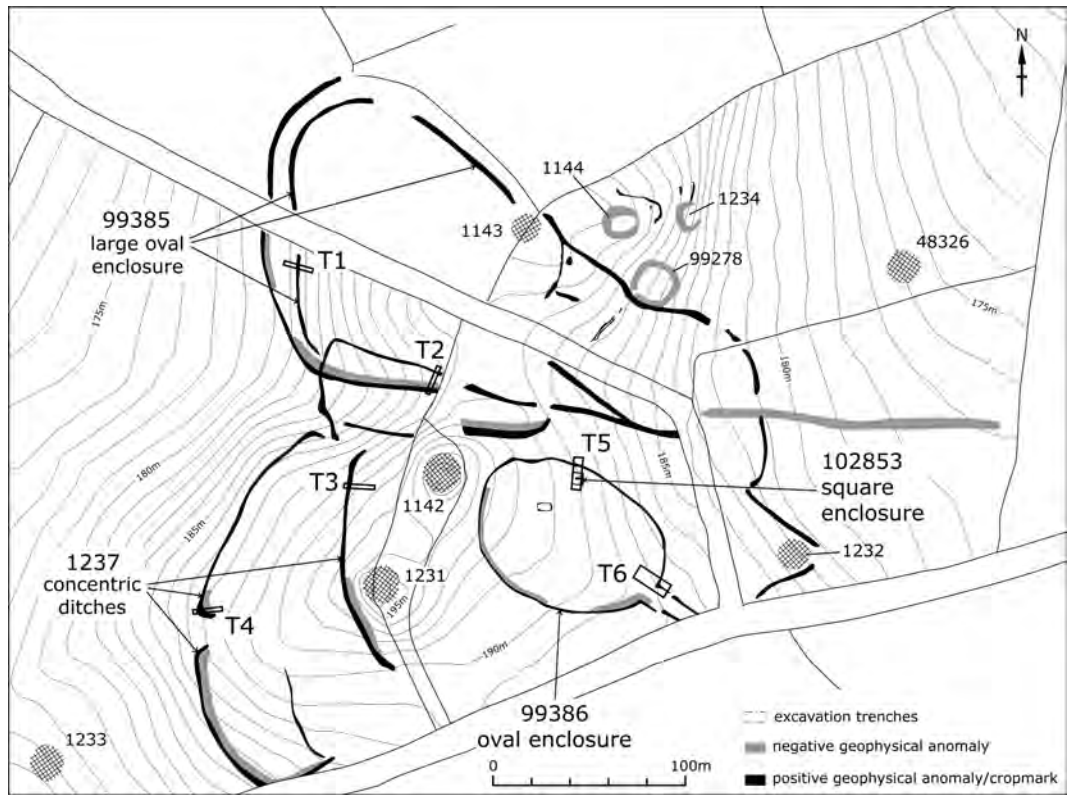 N
1144
1234
99385
large oval
enclosure
1143
48326
99278
T1
175m
175m
T2
180m
T5
185m
102853
square
enclosure
180m
T3
1142
185m
1237
concentric
ditches
1231
T6
1232
195m
T4
190m
99386
oval enclosure
1233
0
100m
excavation trenches
negative geophysical anomaly
positive geophysical anomaly/cropmark